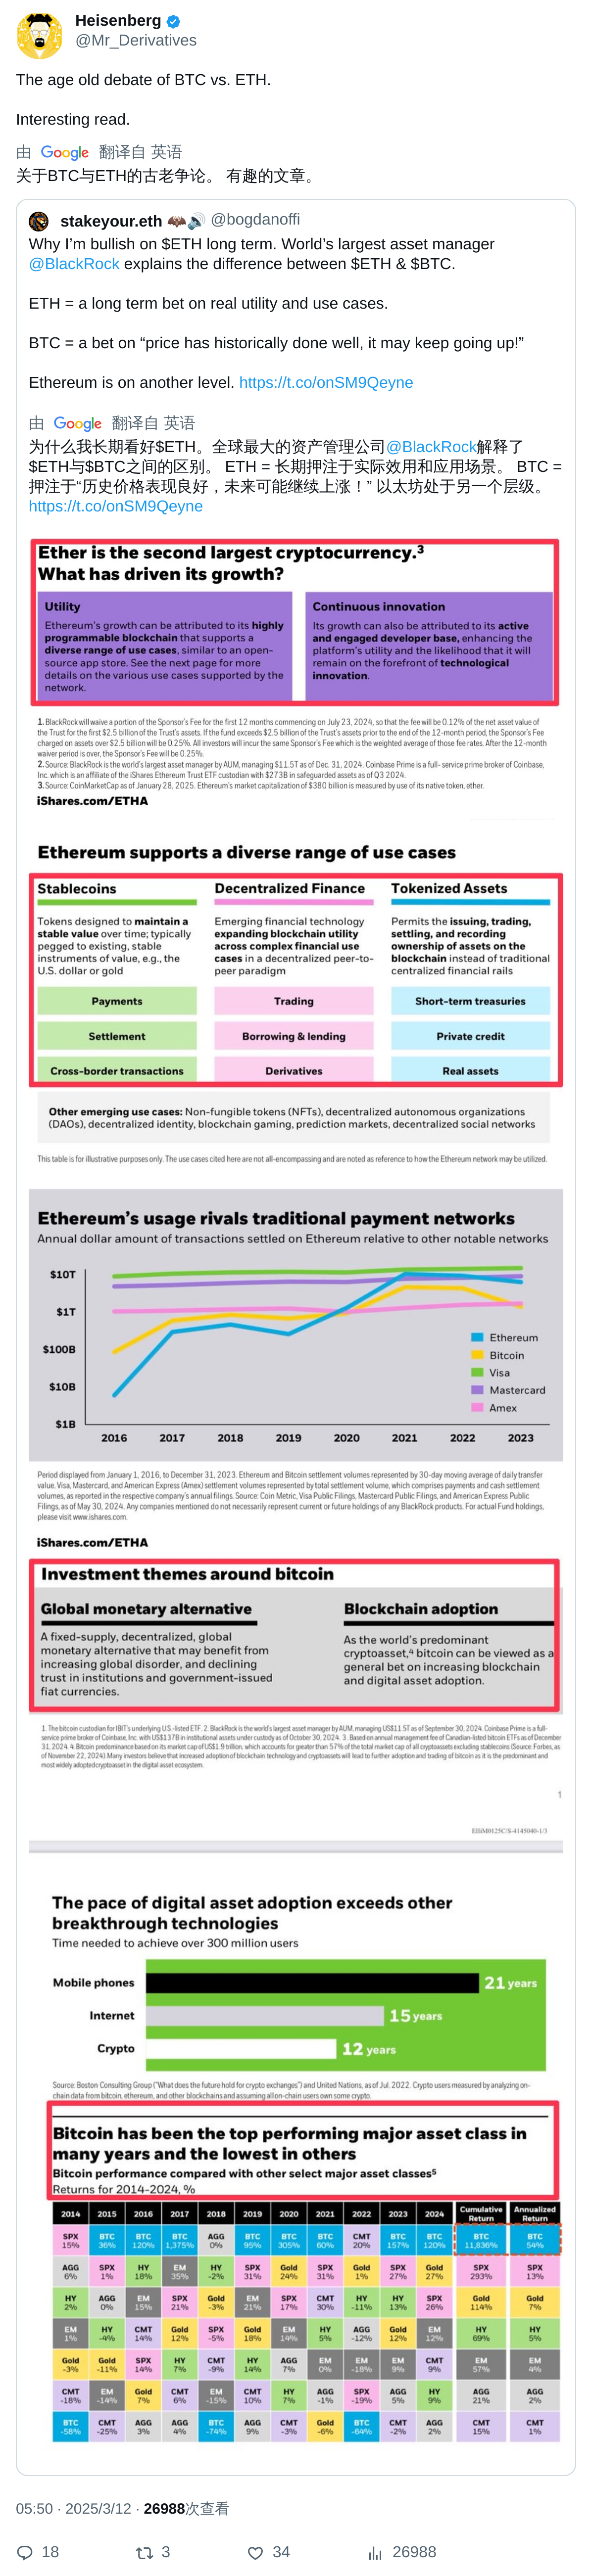 Heisenberg
@Mr_Derivatives
The age old debate of BTC vs. ETH.
Interesting read.
由 Google 翻译自 英语
关于BTC与ETH的古老争论。 有趣的文章。
stakeyour.eth 🦇🔊 @bogdanoffi
Why I’m bullish on $ETH long term. World’s largest asset manager
@BlackRock explains the difference between $ETH & $BTC.
ETH = a long term bet on real utility and use cases.
BTC = a bet on “price has historically done well, it may keep going up!”
Ethereum is on another level. https://t.co/onSM9Qeyne
由 Google 翻译自 英语
为什么我长期看好$ETH。全球最大的资产管理公司@BlackRock解释了
$ETH与$BTC之间的区别。 ETH = 长期押注于实际效用和应用场景。 BTC =
押注于“历史价格表现良好，未来可能继续上涨！” 以太坊处于另一个层级。
https://t.co/onSM9Qeyne
Ether is the second largest cryptocurrency.³
What has driven its growth?
Utility
Ethereum’s growth can be attributed to its highly
programmable blockchain that supports a
diverse range of use cases, similar to an open-
source app store. See the next page for more
details on the various use cases supported by the
network.
Continuous innovation
Its growth can also be attributed to its active
and engaged developer base, enhancing the
platform’s utility and the likelihood that it will
remain on the forefront of technological
innovation.
1. BlackRock will waive a portion of the Sponsor’s Fee for the first 12 months commencing on July 23, 2024, so that the fee will be 0.12% of the net asset value of
the Trust for the first $2.5 billion of the Trust’s assets. If the fund exceeds $2.5 billion of the Trust’s assets prior to the end of the 12-month period, the Sponsor’s Fee
charged on assets over $2.5 billion will be 0.25%. All investors will incur the same Sponsor’s Fee which is the weighted average of those fee rates. After the 12-month
waiver period is over, the Sponsor’s Fee will be 0.25%.
2. Source: BlackRock is the world’s largest asset manager by AUM, managing $11.5T as of Dec. 31, 2024. Coinbase Prime is a full- service prime broker of Coinbase,
Inc. which is an affiliate of the iShares Ethereum Trust ETF custodian with $273B in safeguarded assets as of Q3 2024.
3. Source: CoinMarketCap as of January 28, 2025. Ethereum’s market capitalization of $380 billion is measured by use of its native token, ether.
iShares.com/ETHA
Ethereum supports a diverse range of use cases
Stablecoins
Tokens designed to maintain a
stable value over time; typically
pegged to existing, stable
instruments of value, e.g., the
U.S. dollar or gold
Payments
Settlement
Cross-border transactions
Decentralized Finance
Emerging financial technology
expanding blockchain utility
across complex financial use
cases in a decentralized peer-to-
peer paradigm
Trading
Borrowing & lending
Derivatives
Tokenized Assets
Permits the issuing, trading,
settling, and recording
ownership of assets on the
blockchain instead of traditional
centralized financial rails
Short-term treasuries
Private credit
Real assets
Other emerging use cases: Non-fungible tokens (NFTs), decentralized autonomous organizations
(DAOs), decentralized identity, blockchain gaming, prediction markets, decentralized social networks
This table is for illustrative purposes only. The use cases cited here are not all-encompassing and are noted as reference to how the Ethereum network may be utilized.
Ethereum’s usage rivals traditional payment networks
Annual dollar amount of transactions settled on Ethereum relative to other notable networks
$10T
$1T
$100B
$10B
$1B
Ethereum
Bitcoin
Visa
Mastercard
Amex
2016 2017 2018 2019 2020 2021 2022 2023
Period displayed from January 1, 2016, to December 31, 2023. Ethereum and Bitcoin settlement volumes represented by 30-day moving average of daily transfer
value. Visa, Mastercard, and American Express (Amex) settlement volumes represented by total volume, which comprises payments and cash settlement
volumes, as reported in the respective company’s annual filings. Source: Coin Metric, Visa Public Filings, Mastercard Public Filings, and American Express Public
Filings, as of May 30, 2024. Any companies mentioned do not necessarily represent current or future holdings of any BlackRock products. For actual Fund holdings,
please visit www.ishares.com.
iShares.com/ETHA
Investment themes around bitcoin
Global monetary alternative
A fixed-supply, decentralized, global
monetary alternative that may benefit from
increasing global disorder, and declining
trust in institutions and government-issued
fiat currencies.
Blockchain adoption
As the world’s predominant
cryptoasset,⁴ bitcoin can be viewed as a
general bet on increasing blockchain
and digital asset adoption.
1. The bitcoin custodian for IBIT’s underlying U.S.-listed ETF. 2. BlackRock is the world’s largest asset manager by AUM, managing US$11.5T as of September 30, 2024. Coinbase Prime is a full-
service prime broker of Coinbase, Inc, with US$137B in institutional assets under custody as of October 30, 2024. 3. Based on annual management fee of Canadian-listed bitcoin ETFs as of December
31, 2024. 4. Bitcoin predominance based on its market cap of US$1.9 trillion, which accounts for greater than 57% of the total market cap of all cryptoassets excluding stablecoins (Source: Forbes, as
of November 22, 2024). Many investors believe that increased adoption of blockchain technology and cryptoassets will lead to further adoption and trading of bitcoin as it is the predominant and
most widely adopted cryptoasset in the digital asset ecosystem.
1
EIIiM0125C/S-4145040-1/3
The pace of digital asset adoption exceeds other
breakthrough technologies
Time needed to achieve over 300 million users
Mobile phones 21 years
Internet 15 years
Crypto 12 years
Source: Boston Consulting Group (“What does the future hold for crypto exchanges”) and United Nations, as of Jul. 2022. Crypto users measured by analyzing on-
chain data from bitcoin, ethereum, and other blockchains and assuming all on-chain users own some crypto.
Bitcoin has been the top performing major asset class in
many years and the lowest in others
Bitcoin performance compared with other select major asset classes⁵
Returns for 2014-2024, %
2014 2015 2016 2017 2018 2019 2020 2021 2022 2023 2024 Cumulative Return Annualized Return
SPX BTC BTC BTC AGG BTC BTC BTC CMT BTC BTC BTC BTC
15% 36% 120% 1,375% 0% 95% 305% 60% 20% 157% 120% 11,836% 54%
AGG SPX HY EM HY SPX Gold SPX Gold SPX Gold SPX SPX
6% 1% 18% 35% -2% 31% 24% 31% 1% 27% 27% 293% 13%
HY AGG EM SPX Gold EM SPX CMT HY HY SPX Gold Gold
2% 0% 15% 21% -3% 21% 17% 30% -11% 13% 26% 114% 7%
EM HY CMT Gold SPX Gold EM HY AGG Gold EM HY HY
1% -4% 14% 12% -5% 18% 14% 5% -12% 12% 12% 69% 5%
Gold Gold SPX HY CMT HY AGG EM EM EM CMT EM EM
-3% -11% 14% 7% -9% 14% 7% 0% -18% 9% 9% 57% 4%
CMT EM Gold CMT EM CMT HY AGG SPX AGG HY AGG AGG
-18% -14% 7% 6% -15% 10% 7% -1% -19% 5% 9% 21% 2%
BTC CMT AGG AGG BTC AGG CMT Gold BTC CMT AGG CMT CMT
-58% -25% 3% 4% -74% 9% -3% -6% -64% -2% 2% 15% 1%
05:50 · 2025/3/12 · 26988次查看
18 3 34 26988